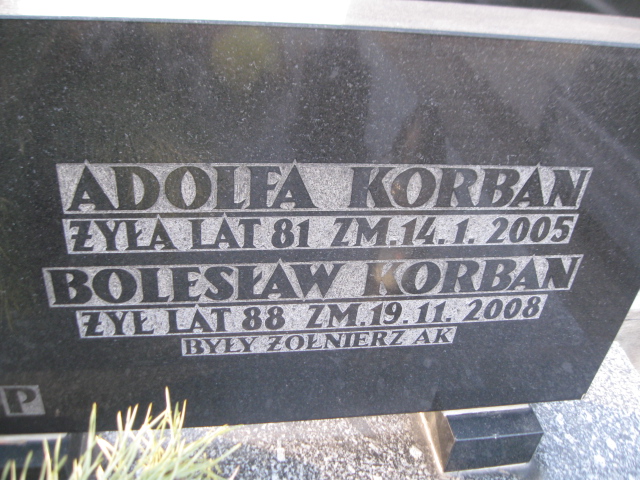 ADOLFA KORBAN
ŻYŁA LAT 81 ZM.14.1.2005
BOLESŁAW KORBAN
ŻYŁ LAT 88 ZM.19.11.2008
BYŁY ŻOŁNIERZ AK
P